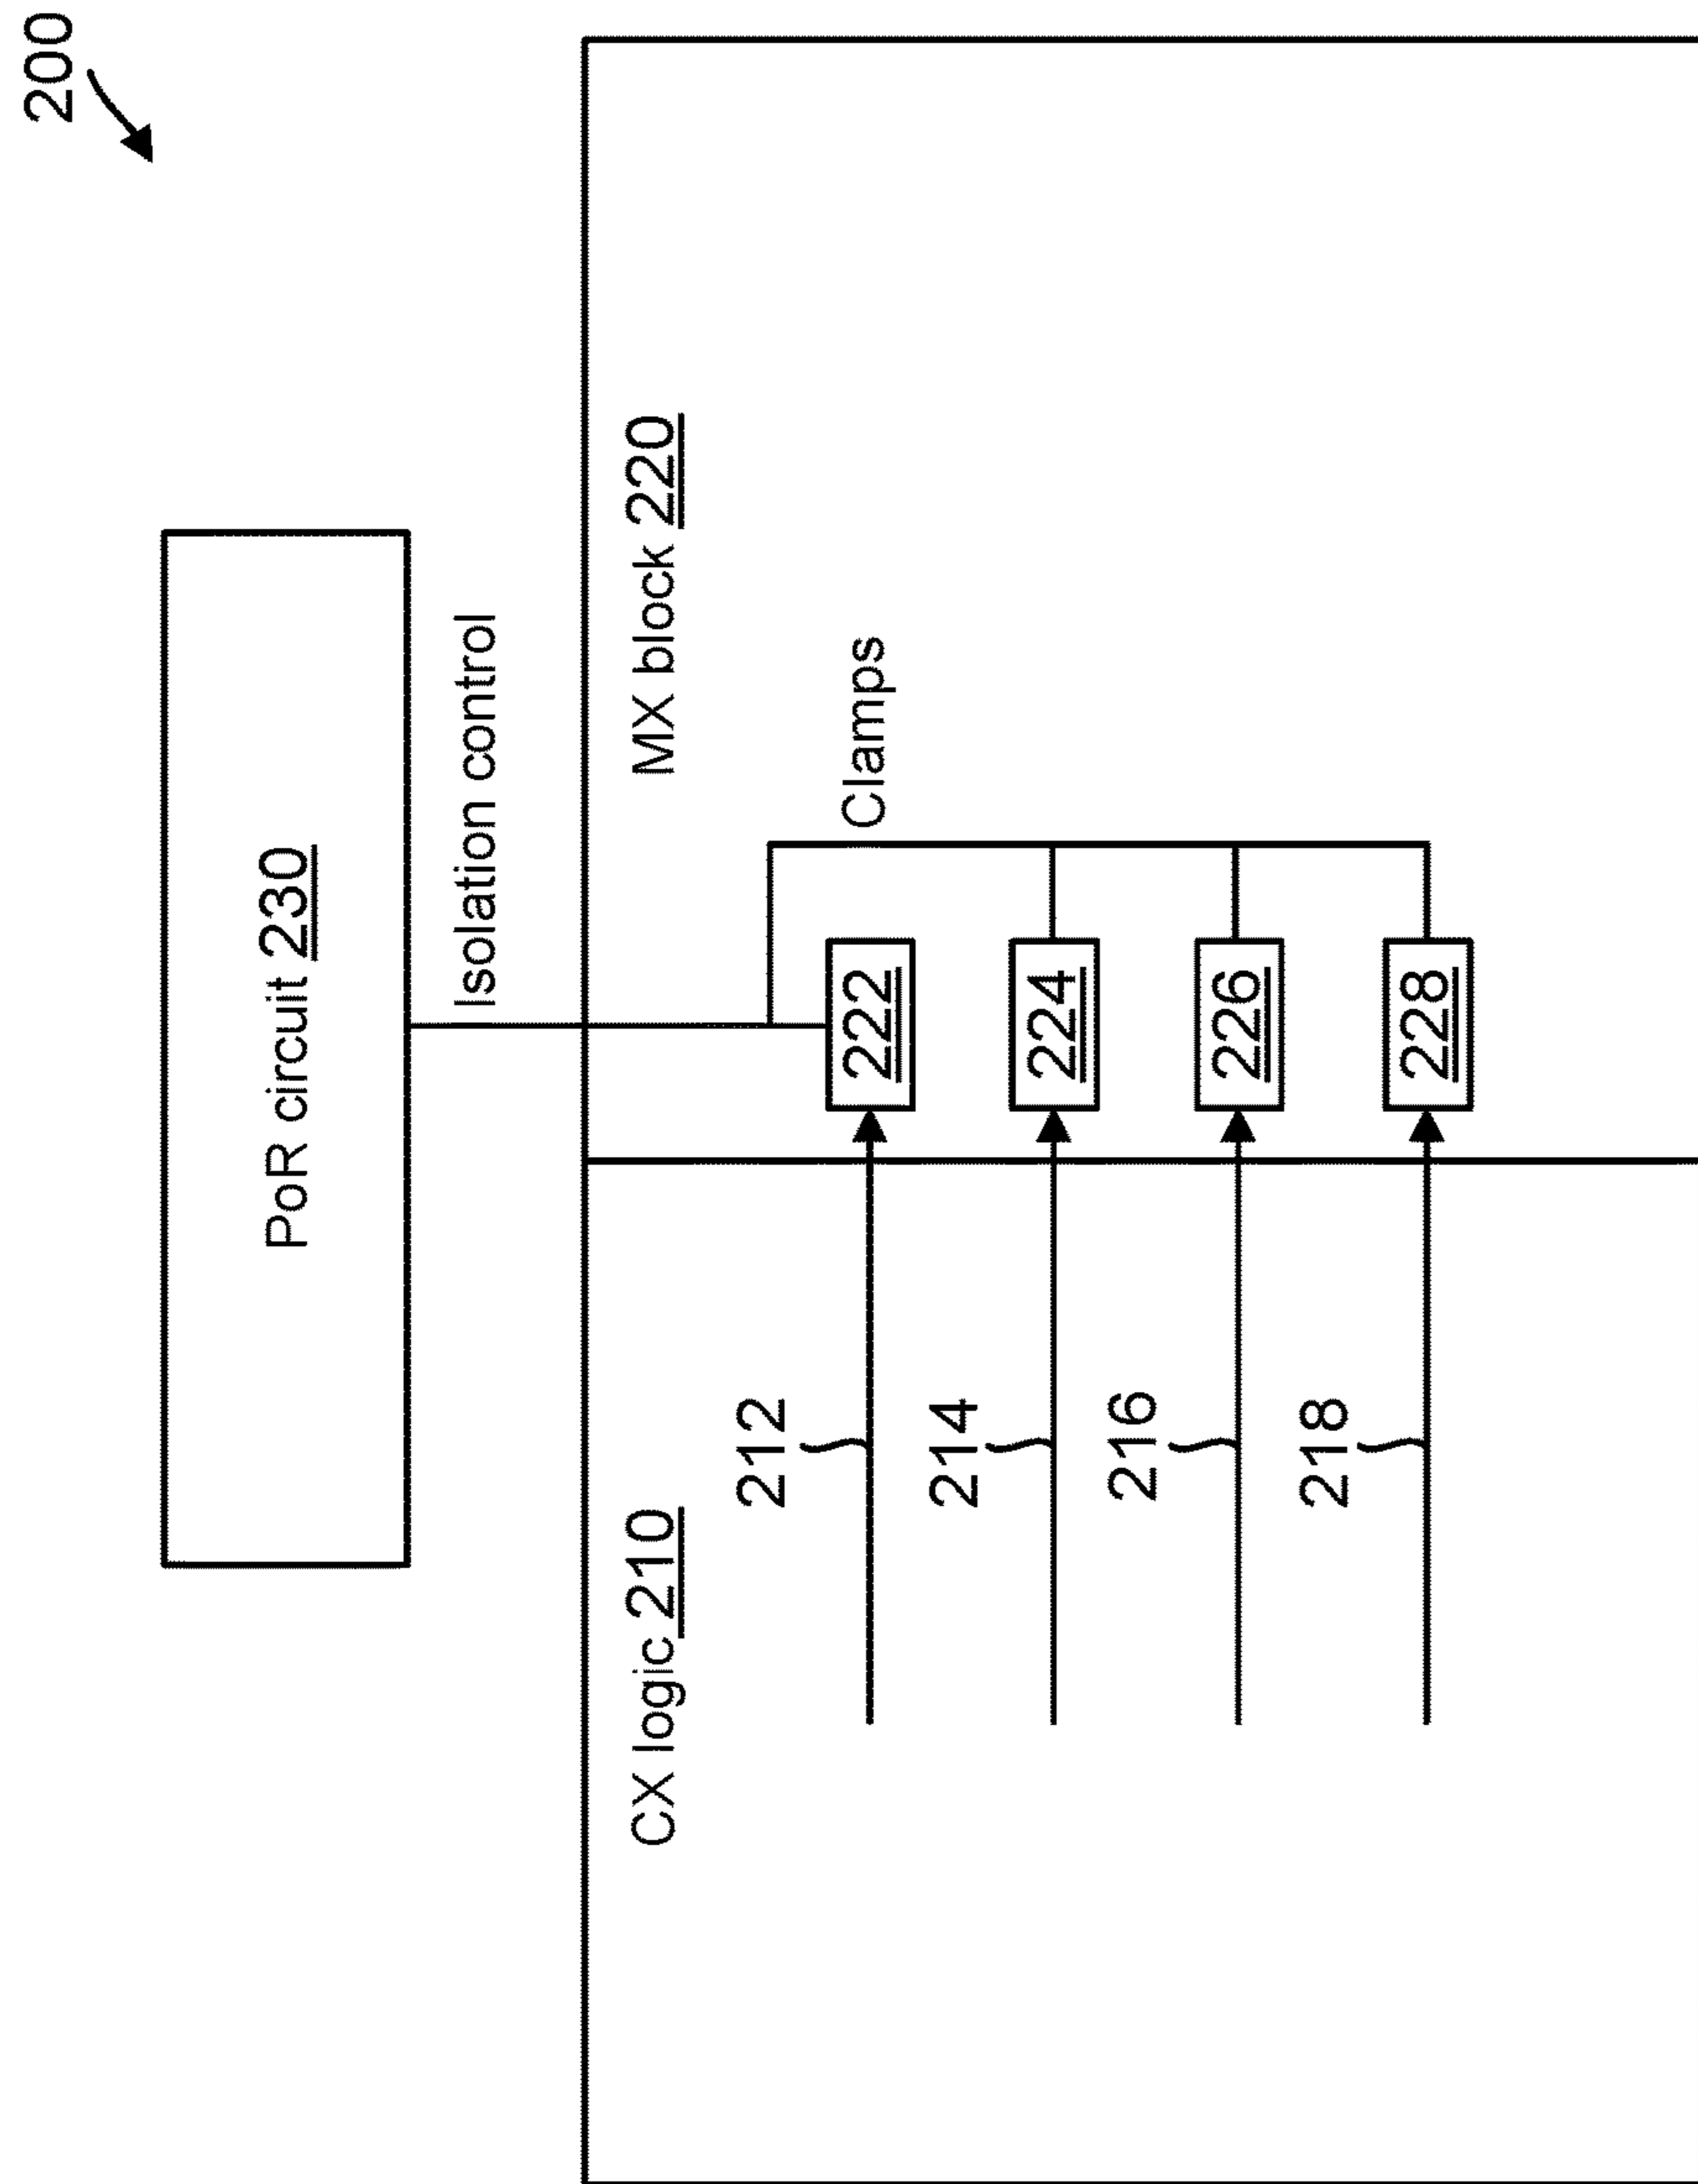 200
PoR circuit 230
Isolation control
CX logic 210
MX block 220
Clamps
212
222
214
224
216
226
218
228